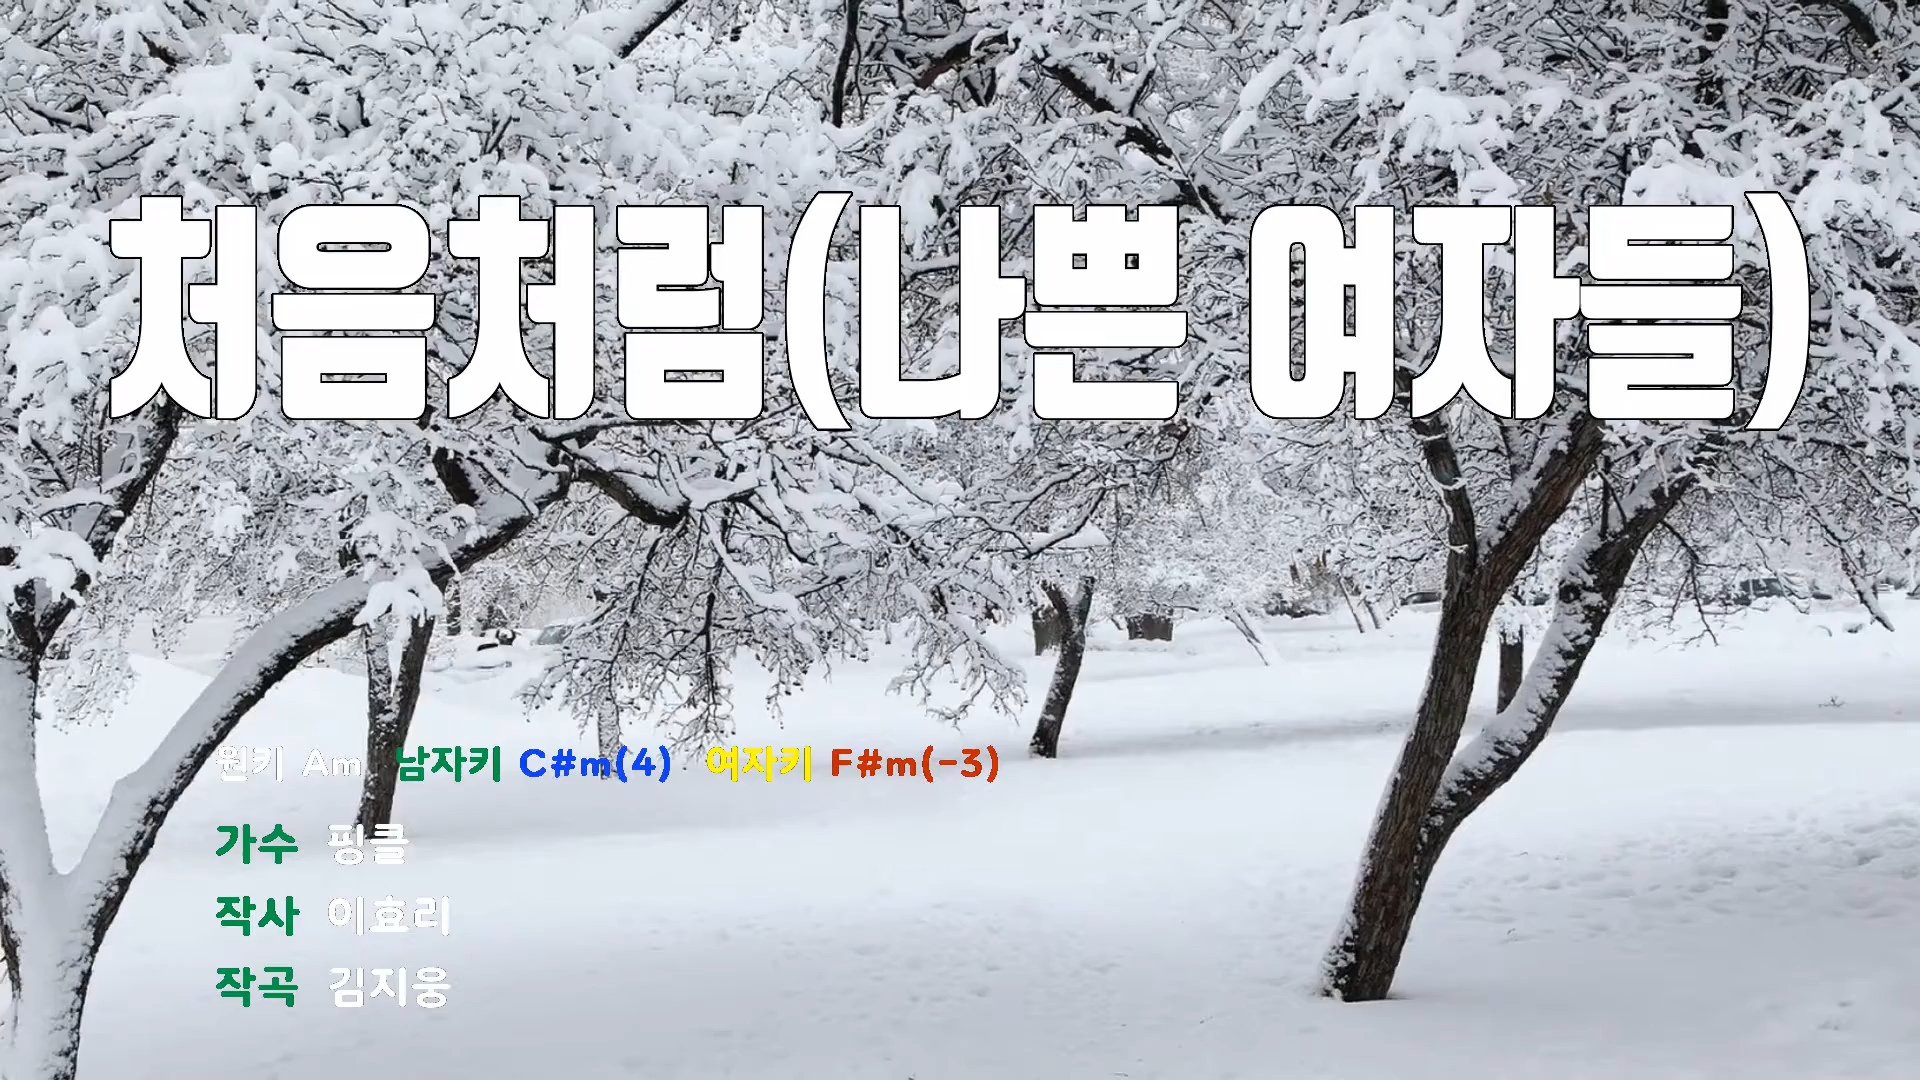 처음처럼(나쁜 여자들)
원키 Am 남자키 C#m(4) 여자키 F#m(-3)
가수 핑클
작사 이효리
작곡 김지웅